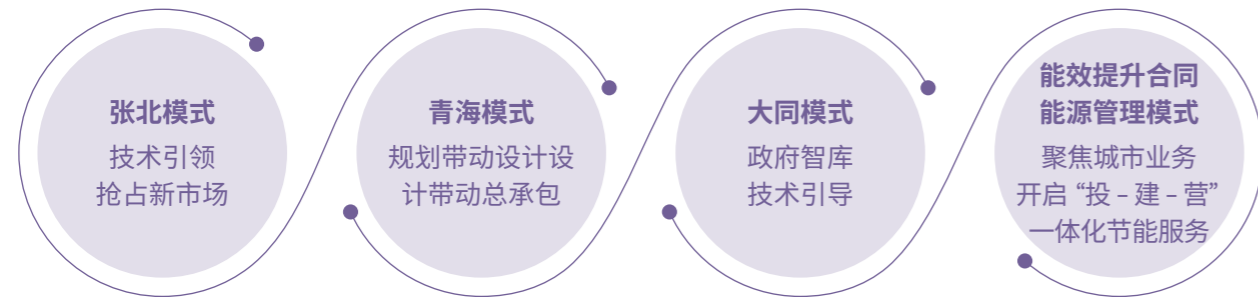 张北模式
技术引领
抢占新市场
青海模式
规划带动设计设
计带动总承包
大同模式
政府智库
技术引导
能效提升合同
能源管理模式
聚焦城市业务
开启“投－建－营”
一体化节能服务